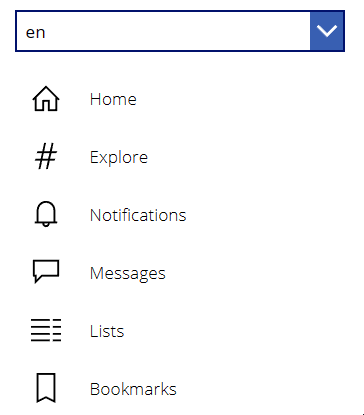 en
Home
Explore
Notifications
Messages
Lists
Bookmarks